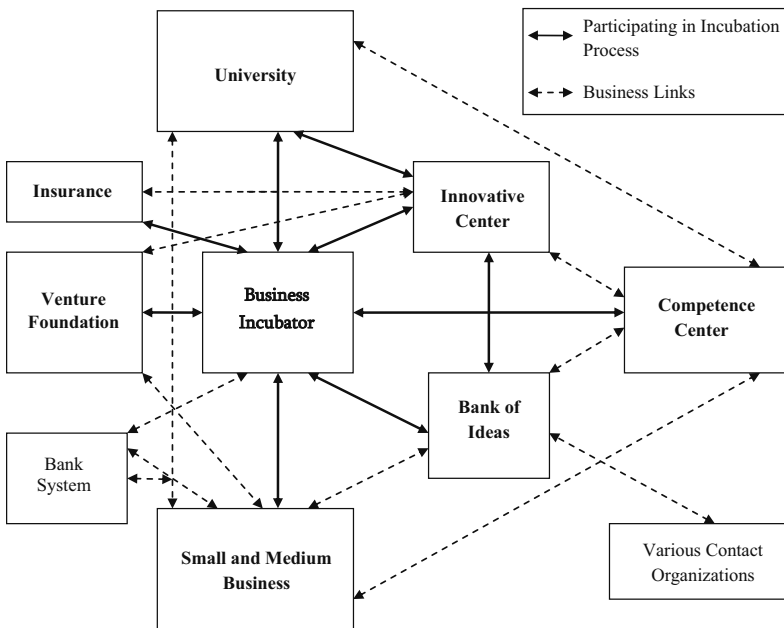 University
Participating in Incubation
Process
Business Links
Insurance
Innovative
Center
Venture
Foundation
Business
Incubator
Competence
Center
Bank of
Ideas
Bank
System
Small and Medium
Business
Various Contact
Organizations